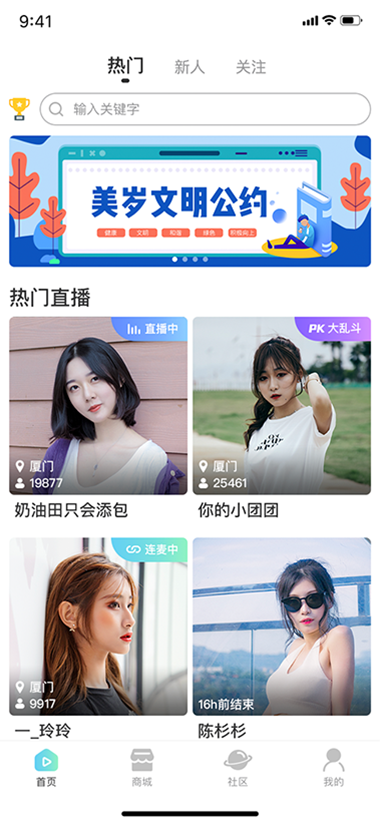 9:41
热门 新人 关注
输入关键字
美岁文明公约
健康 文明 和谐 绿色 积极向上
热门直播
直播中
PK 大乱斗
厦门
19877
厦门
25461
奶油田只会添包
你的小团团
连麦中
厦门
9917
16h前结束
一_玲玲
陈杉杉
首页 商城 社区 我的